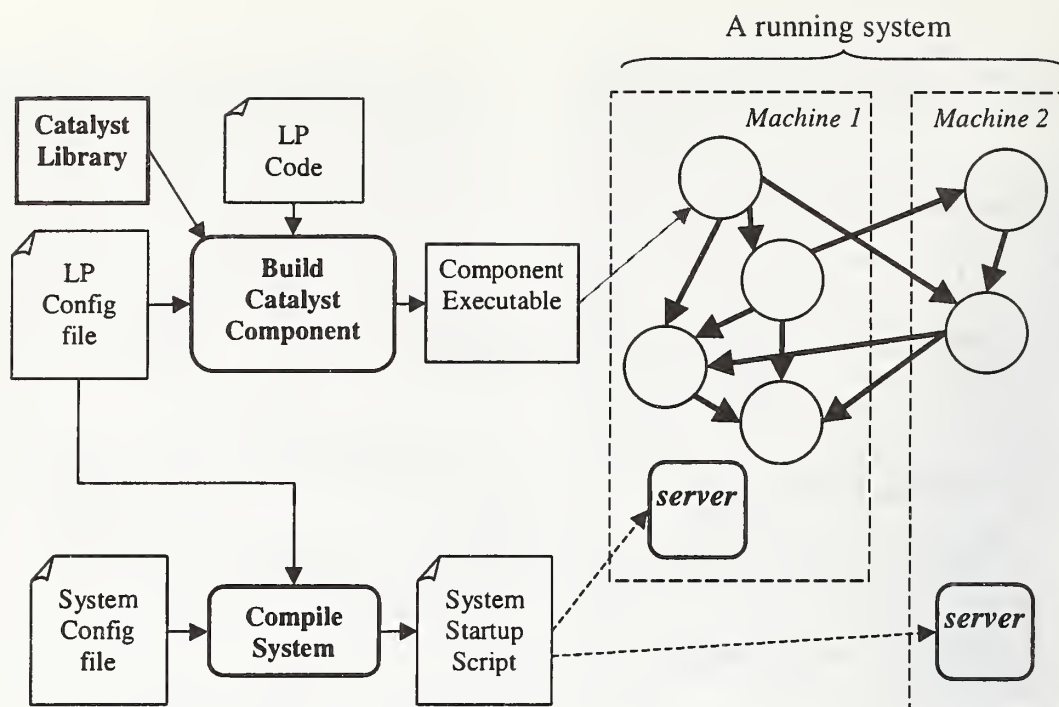 A running system
Machine 1
Machine 2
Catalyst
Library
LP
Code
LP
Config
file
Build
Catalyst
Component
Component
Executable
server
System
Config
file
Compile
System
System
Startup
Script
server